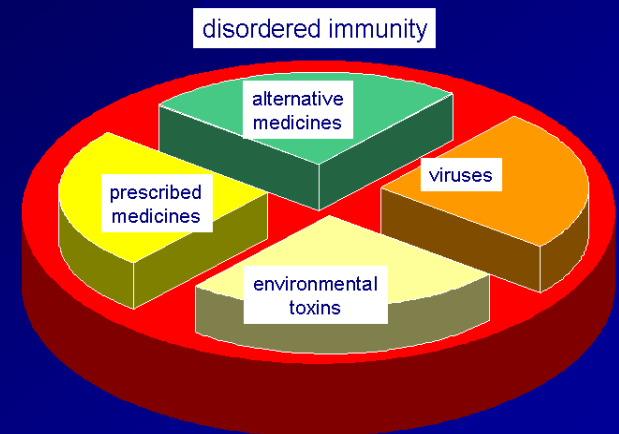 disordered immunity
alternative
medicines
viruses
prescribed
medicines
environmental
toxins